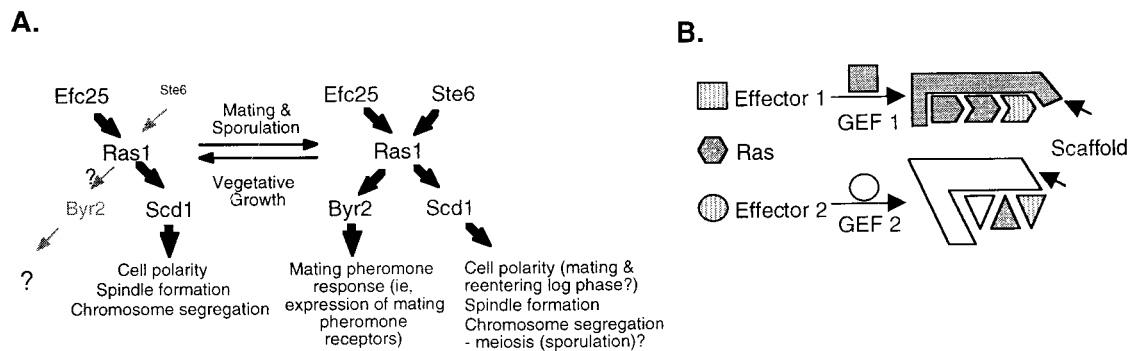 A.
Efc25
Ste6
Ras1
?
Byr2
Scd1
?
Cell polarity
Spindle formation
Chromosome segregation
Mating &
Sporulation
Vegetative
Growth
Efc25
Ste6
Ras1
Byr2
Scd1
Mating pheromone
response (ie,
expression of mating
pheromone
receptors)
Cell polarity (mating &
reentering log phase?)
Spindle formation
Chromosome segregation
- meiosis (sporulation)?
B.
Effector 1
GEF 1
Ras
Scaffold
Effector 2
GEF 2